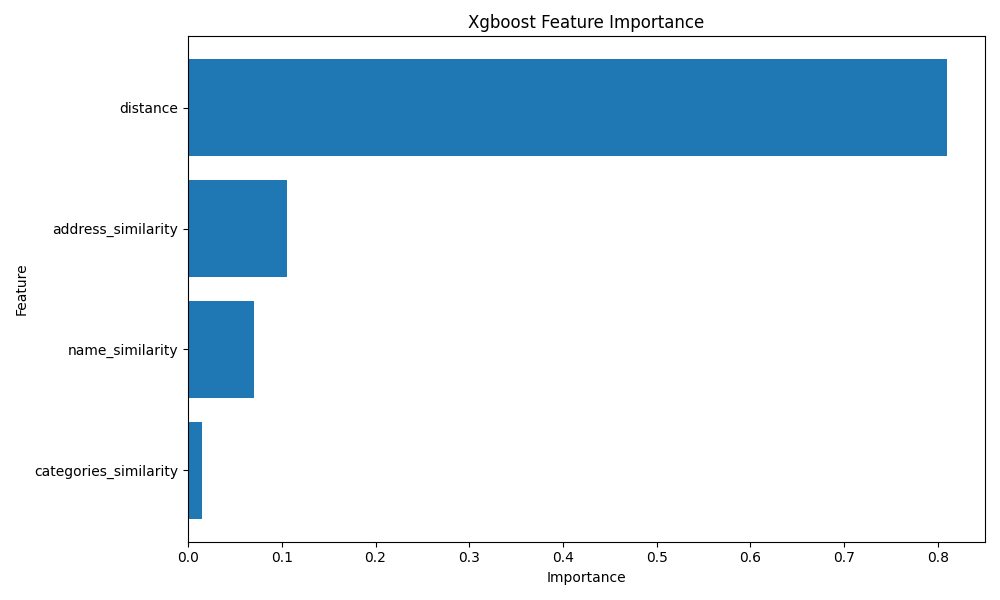 Xgboost Feature Importance
Feature
distance
address_similarity
name_similarity
categories_similarity
0.0 0.1 0.2 0.3 0.4 0.5 0.6 0.7 0.8
Importance